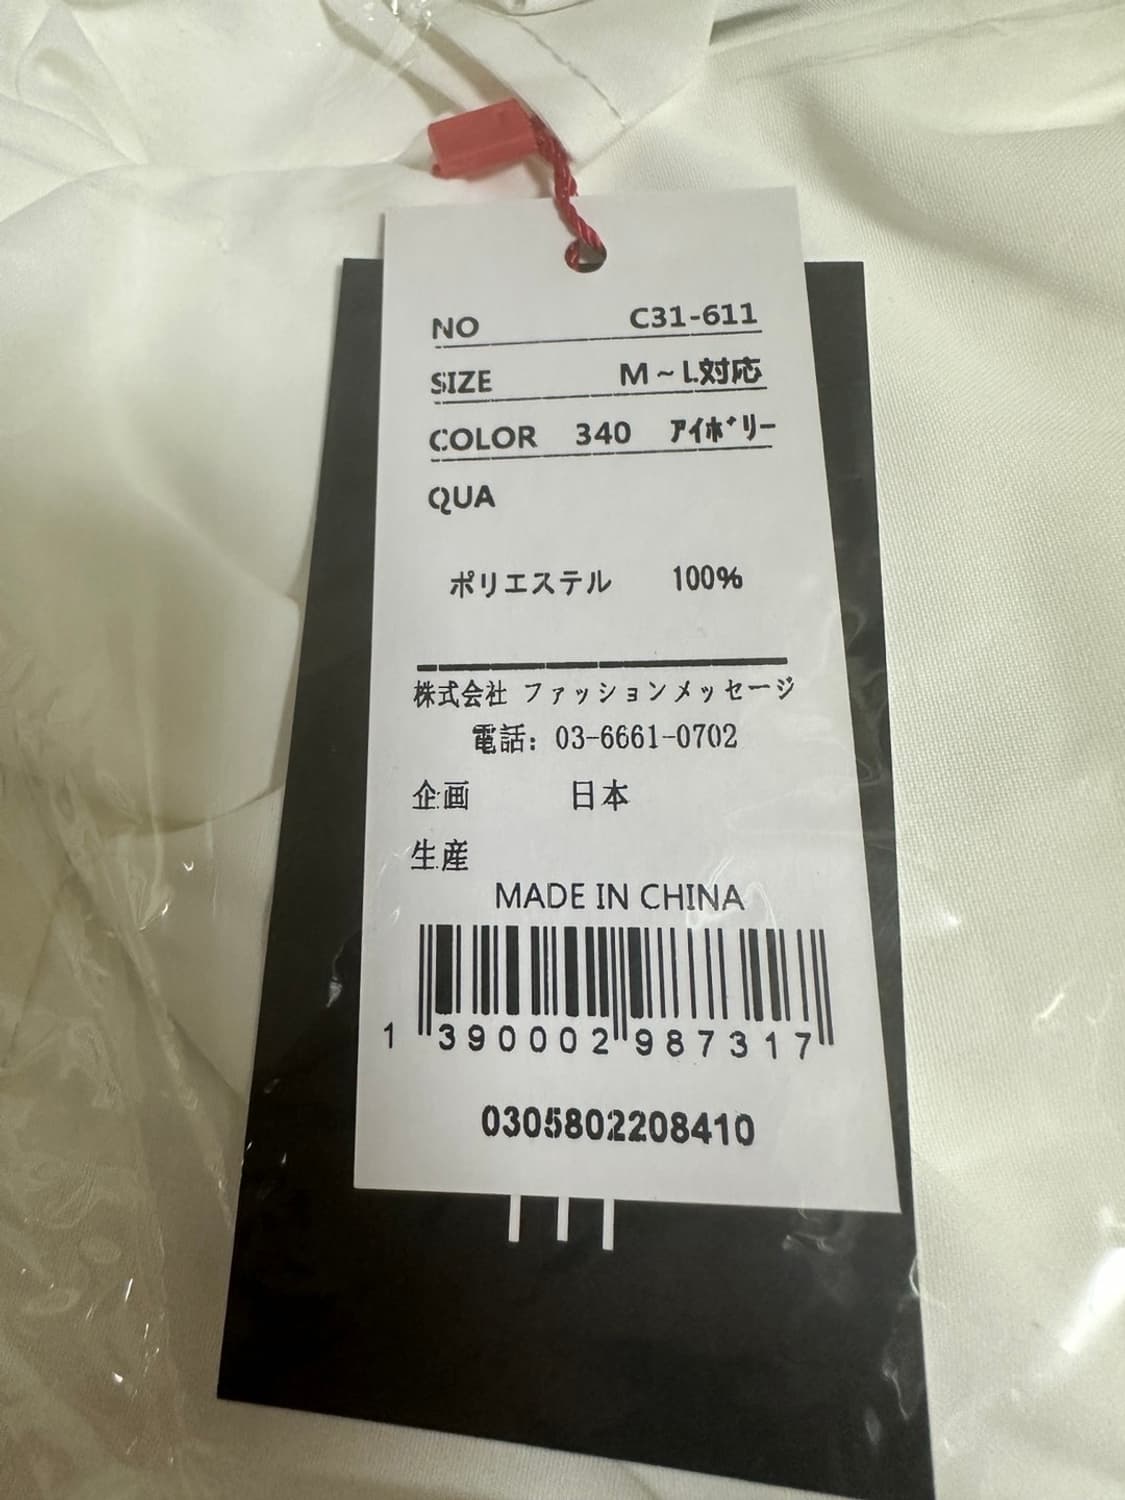 NO C31-611
SIZE M～L対応
COLOR 340 ｱｲﾎﾞﾘｰ
QUA
ポリエステル 100%
株式会社 ファッションメッセージ
電話: 03-6661-0702
企画 日本
生産
MADE IN CHINA
1 390002 987317
0305802208410